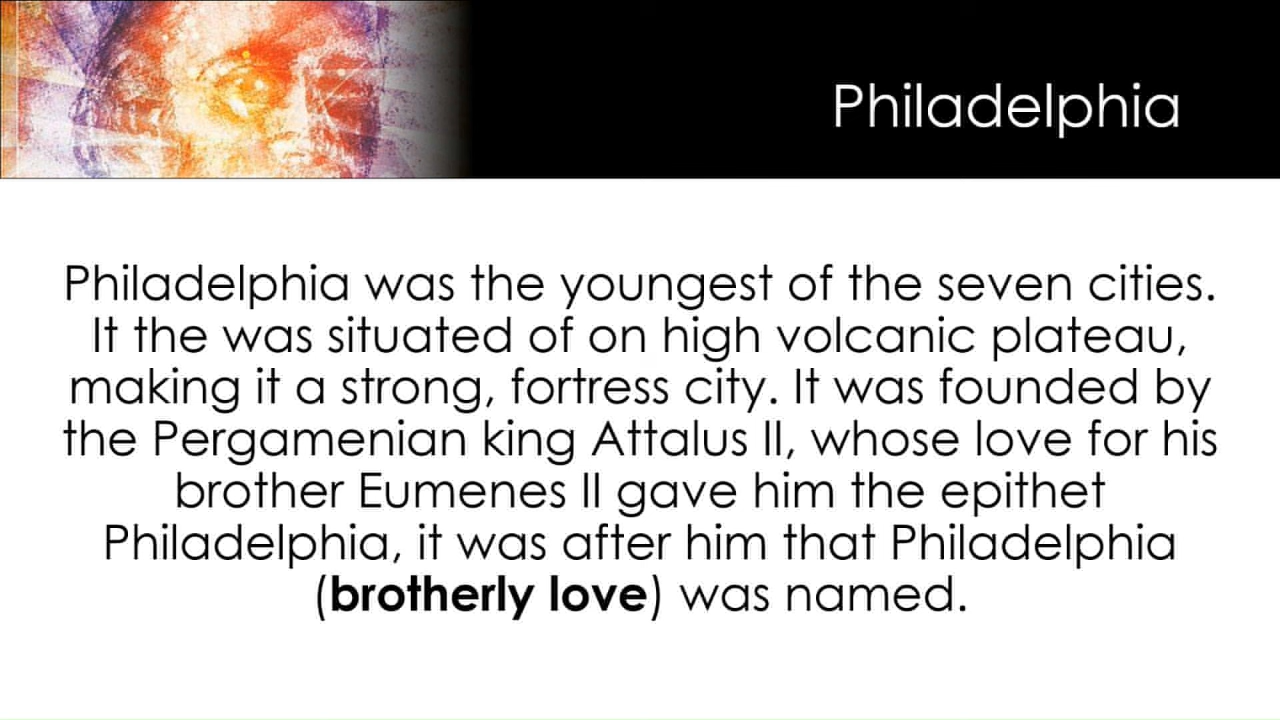 Philadelphia
Philadelphia was the youngest of the seven cities.
It the was situated of on high volcanic plateau,
making it a strong, fortress city. It was founded by
the Pergamenian king Attalus II, whose love for his
brother Eumenes II gave him the epithet
Philadelphia, it was after him that Philadelphia
(brotherly love) was named.